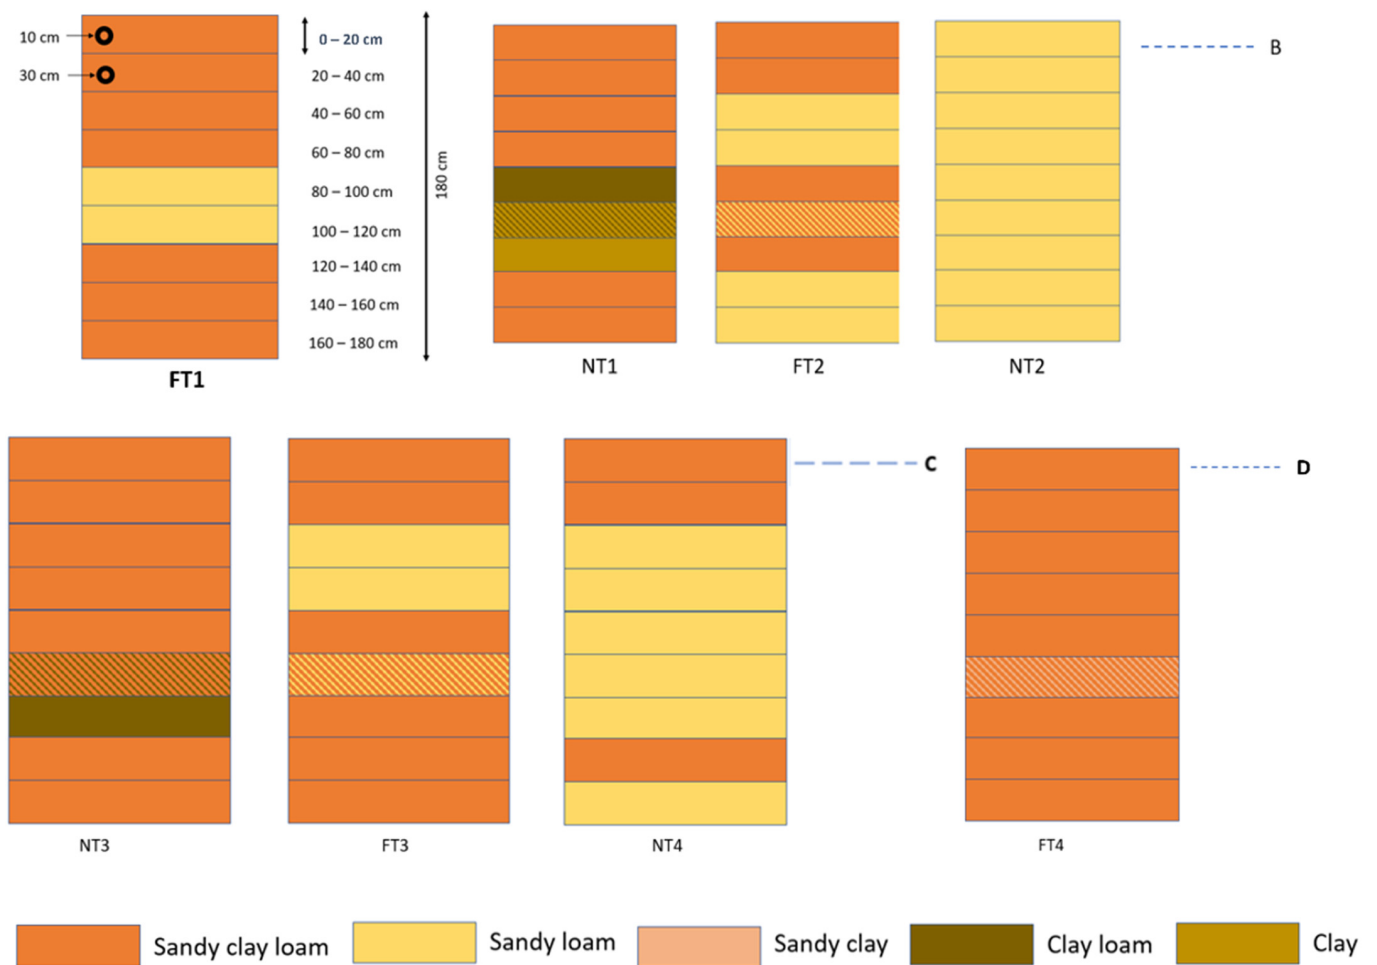 10 cm
30 cm
0 – 20 cm
20 – 40 cm
40 – 60 cm
60 – 80 cm
80 – 100 cm
100 – 120 cm
120 – 140 cm
140 – 160 cm
160 – 180 cm
180 cm
B
FT1
NT1
FT2
NT2
C
D
NT3
FT3
NT4
FT4
Sandy clay loam
Sandy loam
Sandy clay
Clay loam
Clay